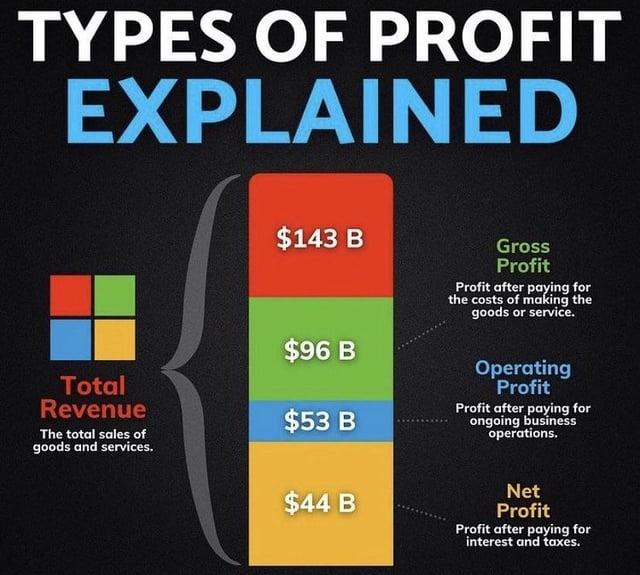 TYPES OF PROFIT
EXPLAINED
$143 B
Gross
Profit
Profit after paying for
the costs of making the
goods or service.
$96 B
Operating
Profit
Total
Revenue
The total sales of
goods and services.
$53 B
Profit after paying for
ongoing business
operations.
$44 B
Net
Profit
Profit after paying for
interest and taxes.